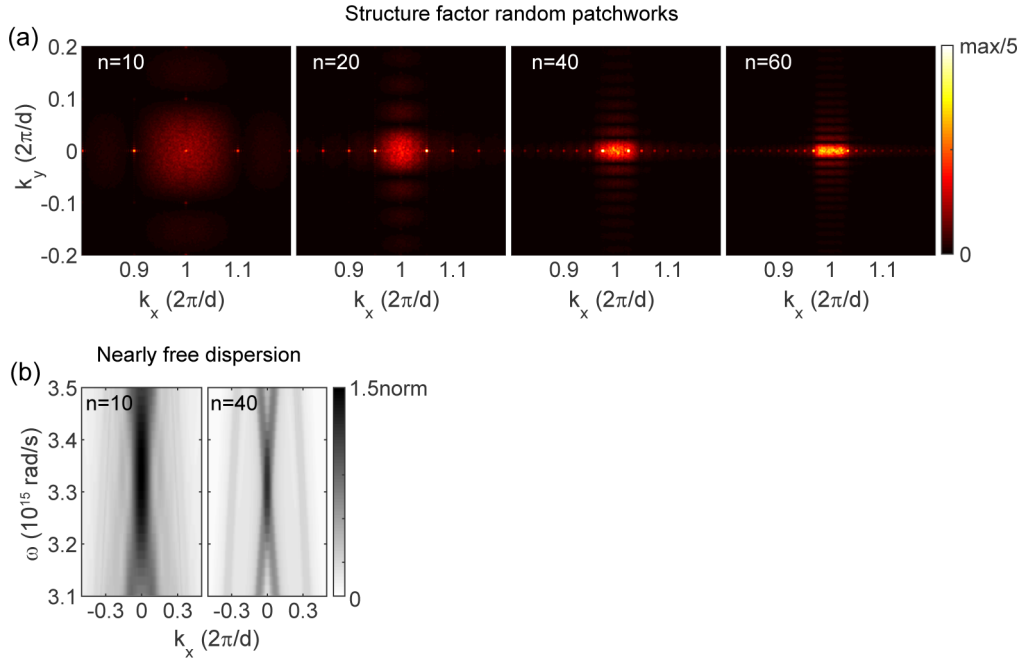 Structure factor random patchworks
(a)
n=10 n=20 n=40 n=60
max/5
0
k_y (2π/d)
0.2
0.1
0
-0.1
-0.2
0.9 1 1.1 0.9 1 1.1 0.9 1 1.1 0.9 1 1.1
k_x (2π/d) k_x (2π/d) k_x (2π/d) k_x (2π/d)
Nearly free dispersion
(b)
n=10 n=40
1.5norm
0
ω (10¹⁵ rad/s)
3.5
3.4
3.3
3.2
3.1
-0.3 0 0.3 -0.3 0 0.3
k_x (2π/d)